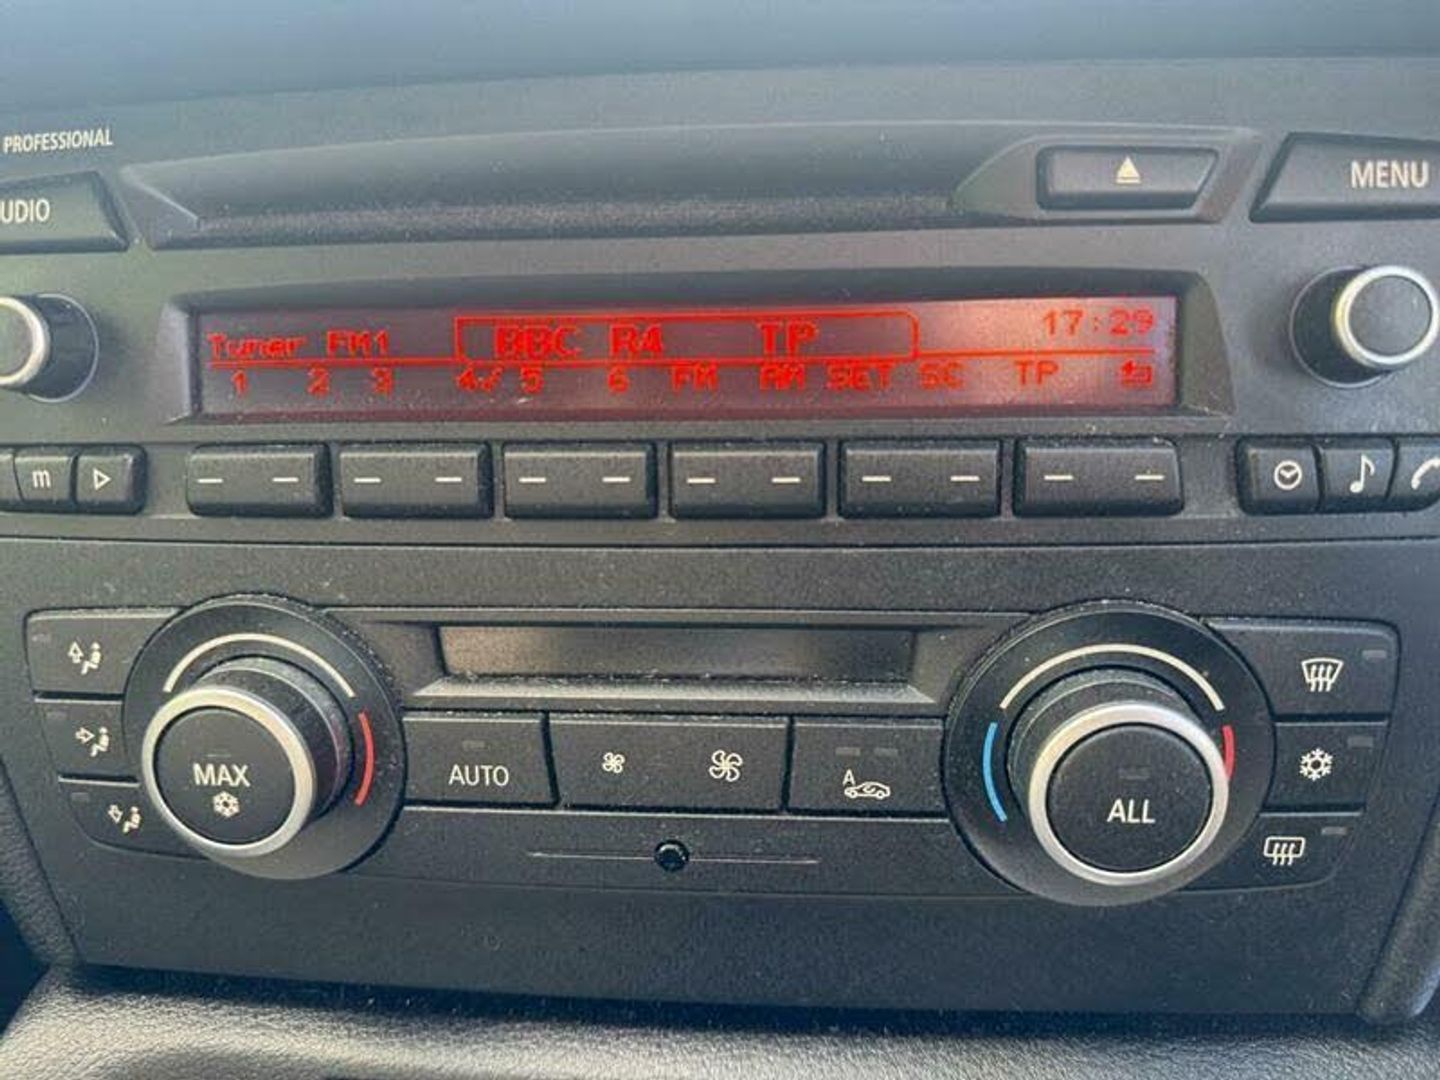 PROFESSIONAL
UDIO
MENU
Tuner FM1 BBC R4 TP 17:29
1 2 3 4✓ 5 6 FM AM SET SC TP
m
MAX
AUTO
A
ALL